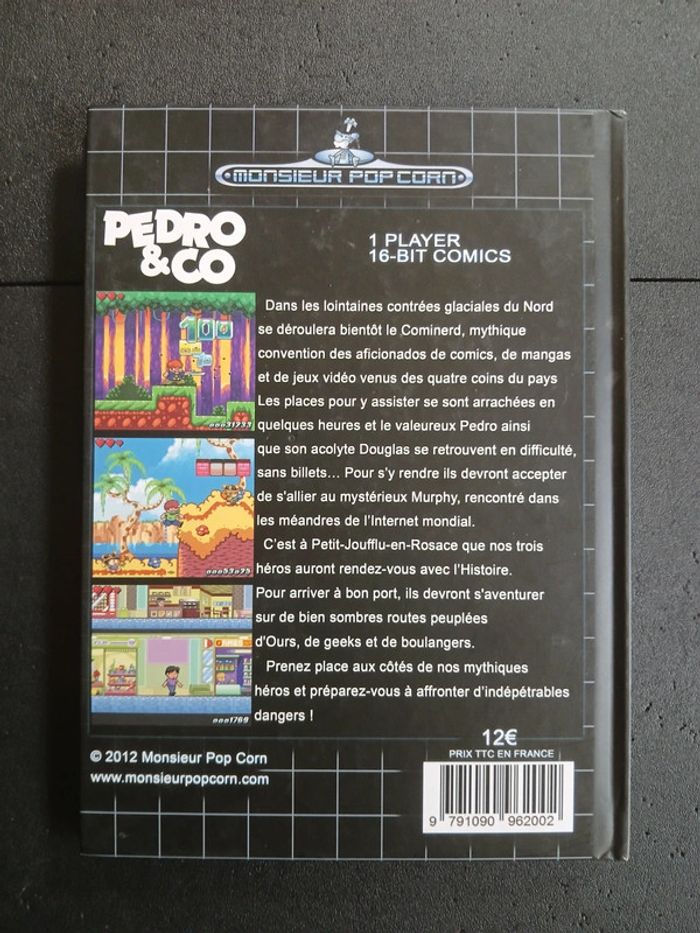 MONSIEUR POP CORN
PEDRO
&CO
1 PLAYER
16-BIT COMICS
Dans les lointaines contrées glaciales du Nord
se déroulera bientôt le Cominerd, mythique
convention des aficionados de comics, de mangas
et de jeux vidéo venus des quatre coins du pays
Les places pour y assister se sont arrachées en
quelques heures et le valeureux Pedro ainsi
que son acolyte Douglas se retrouvent en difficulté,
sans billets… Pour s'y rendre ils devront accepter
de s'allier au mystérieux Murphy, rencontré dans
les méandres de l'Internet mondial.
C'est à Petit-Joufflu-en-Rosace que nos trois
héros auront rendez-vous avec l'Histoire.
Pour arriver à bon port, ils devront s'aventurer
sur de bien sombres routes peuplées
d'Ours, de geeks et de boulangers.
Prenez place aux côtés de nos mythiques
héros et préparez-vous à affronter d'indépétrables
dangers !
12€
PRIX TTC EN FRANCE
© 2012 Monsieur Pop Corn
www.monsieurpopcorn.com
9 791090 962002